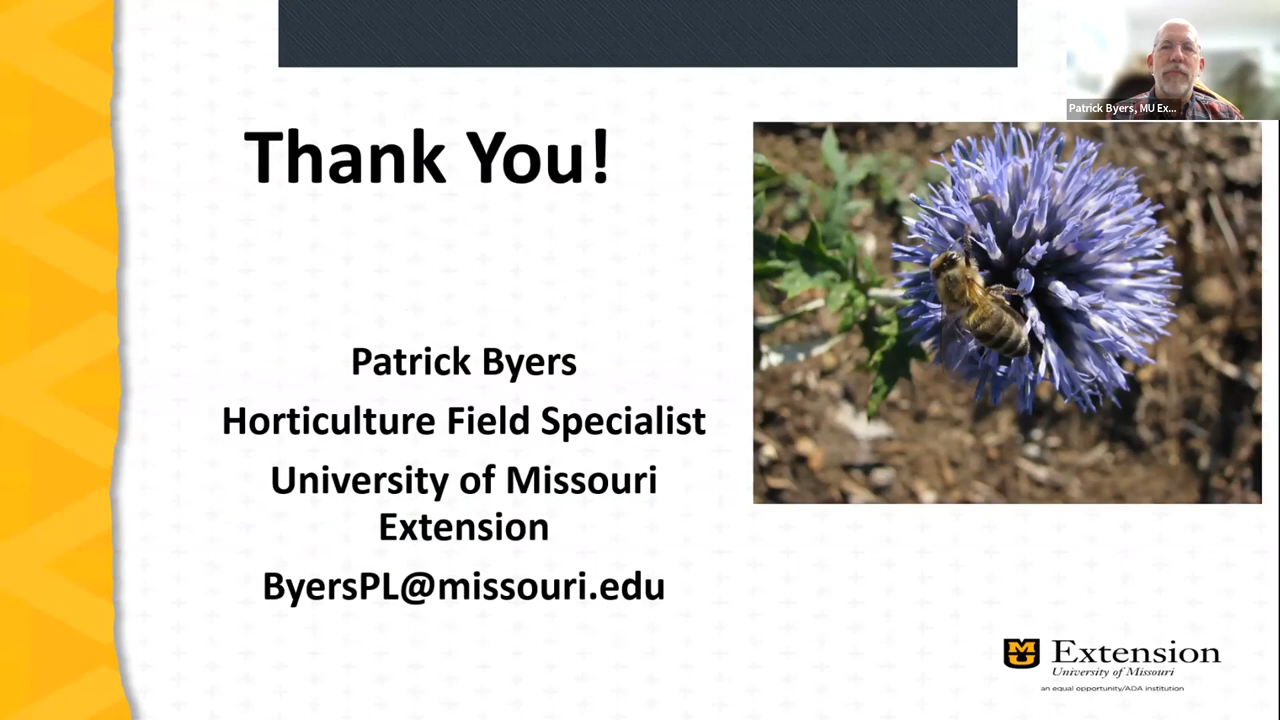 Patrick Byers, MU Ex...
Thank You!
Patrick Byers
Horticulture Field Specialist
University of Missouri
Extension
ByersPL@missouri.edu
Extension
University of Missouri
an equal opportunity/ADA institution